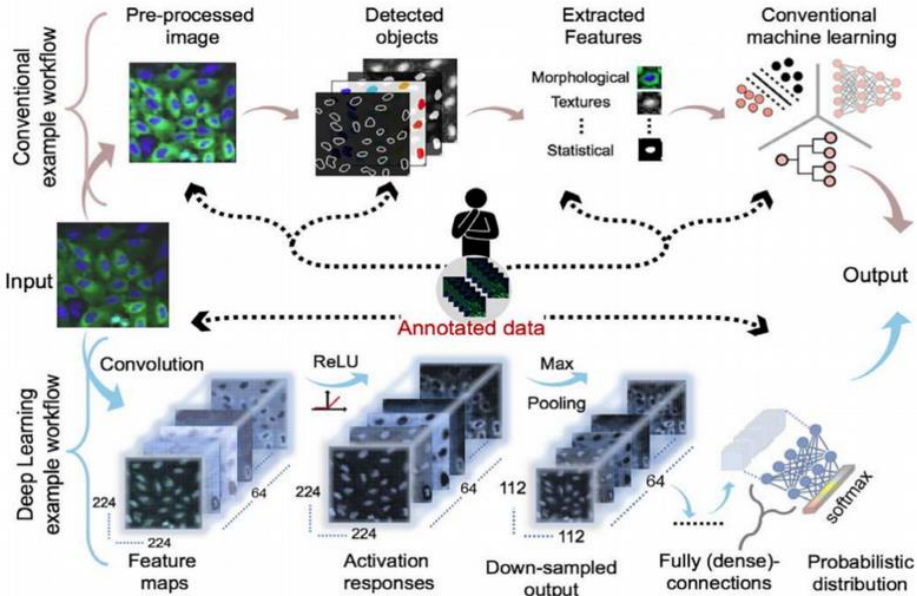 Conventional
example workflow
Pre-processed
image
Detected
objects
Extracted
Features
Morphological
Textures
Statistical
Conventional
machine learning
Input
Annotated data
Output
Deep Learning
example workflow
Convolution
ReLU
Max
Pooling
224
224
64
Feature
maps
224
224
64
Activation
responses
112
112
64
Down-sampled
output
Fully (dense)-
connections
softmax
Probabilistic
distribution